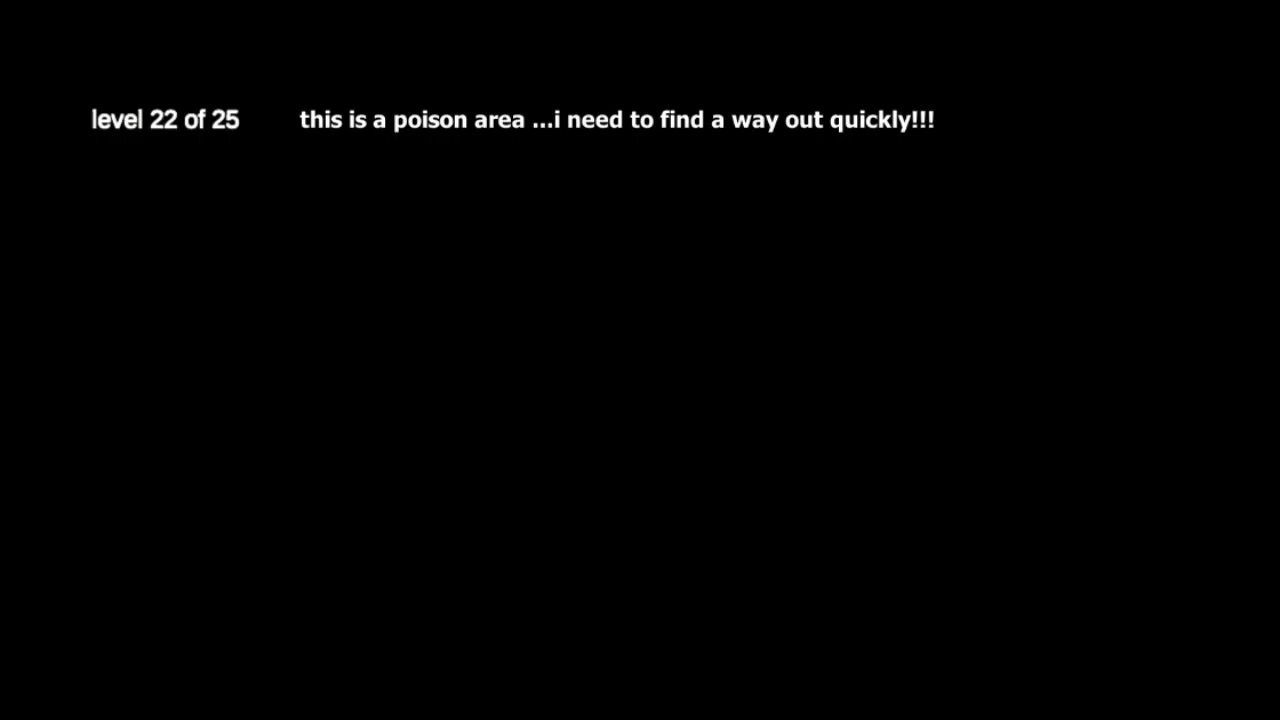 level 22 of 25 this is a poison area ...i need to find a way out quickly!!!